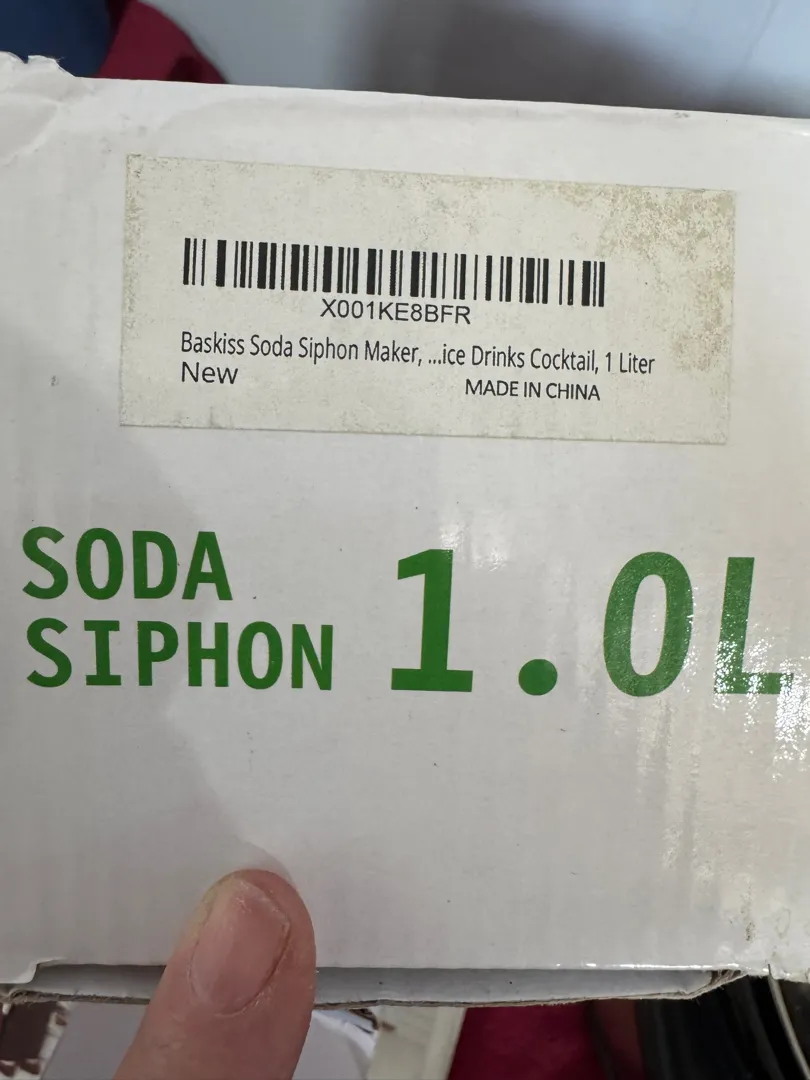 X001KE8BFR
Baskiss Soda Siphon Maker, ...ice Drinks Cocktail, 1 Liter
New
MADE IN CHINA
SODA
SIPHON
1.0L